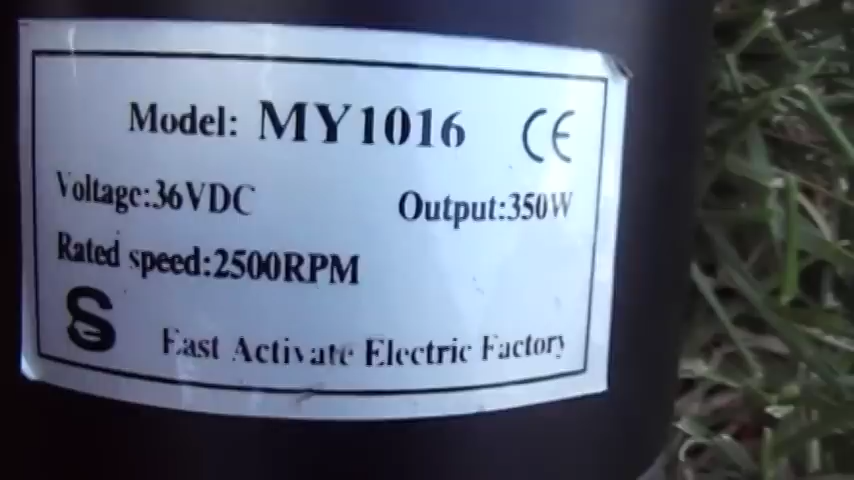 Model: MY1016 CE
Voltage:36VDC Output:350W
Rated speed:2500RPM
S East Activate Electric Factory